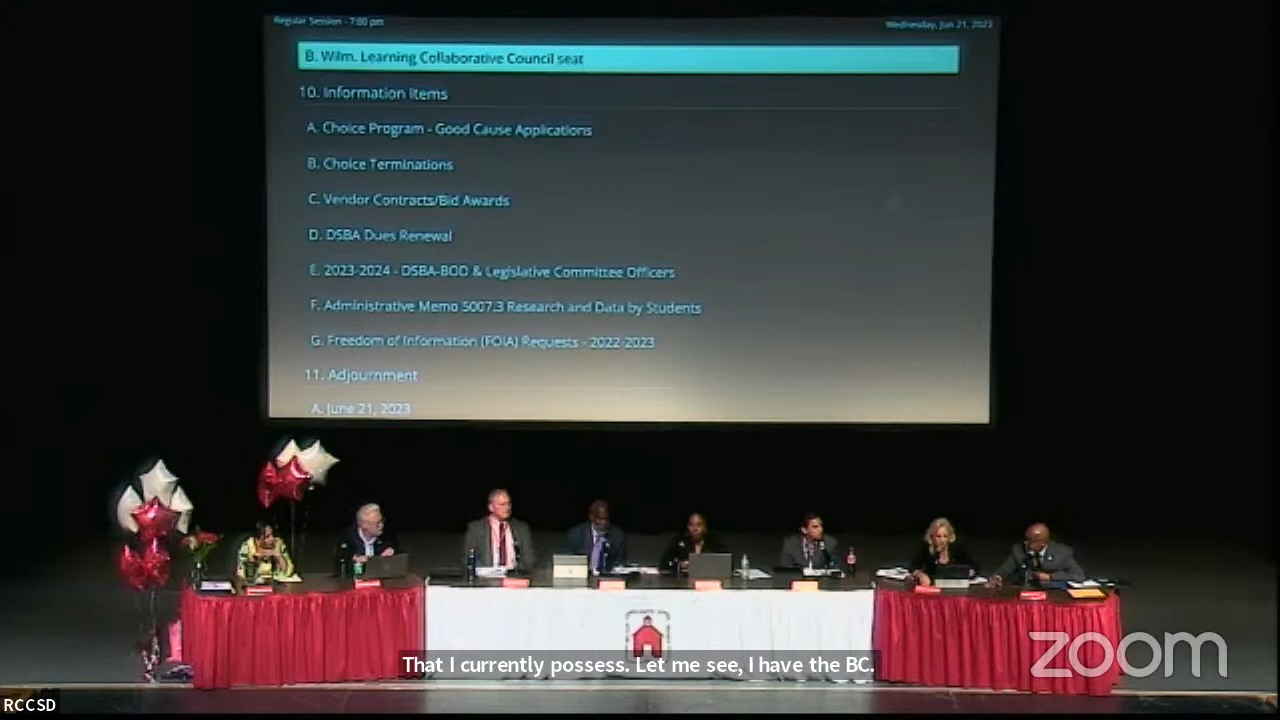 Regular Session - 7:00 pm
Wednesday, Jun 21, 2023
B. Wilm. Learning Collaborative Council seat
10. Information Items
A. Choice Program - Good Cause Applications
B. Choice Terminations
C. Vendor Contracts/Bid Awards
D. DSBA Dues Renewal
E. 2023-2024 - DSBA-BOD & Legislative Committee Officers
F. Administrative Memo 5007.3 Research and Data by Students
G. Freedom of Information (FOIA) Requests - 2022-2023
11. Adjournment
A. June 21, 2023
That I currently possess. Let me see, I have the BC.
zoom
RCCSD